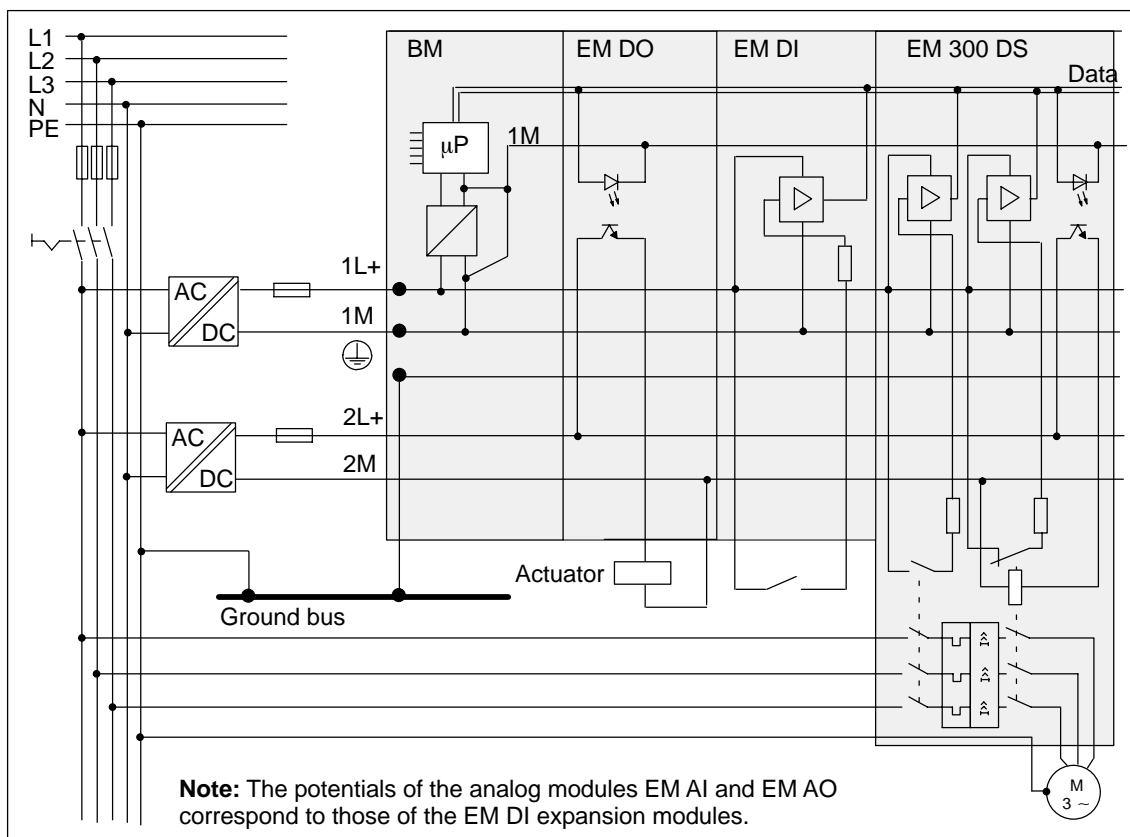 L1
L2
L3
N
PE
BM
EM DO
EM DI
EM 300 DS
Data
μP
1M
1L+
AC
DC
1M
2L+
AC
DC
2M
Actuator
Ground bus
M
3 ~
Note: The potentials of the analog modules EM AI and EM AO
correspond to those of the EM DI expansion modules.